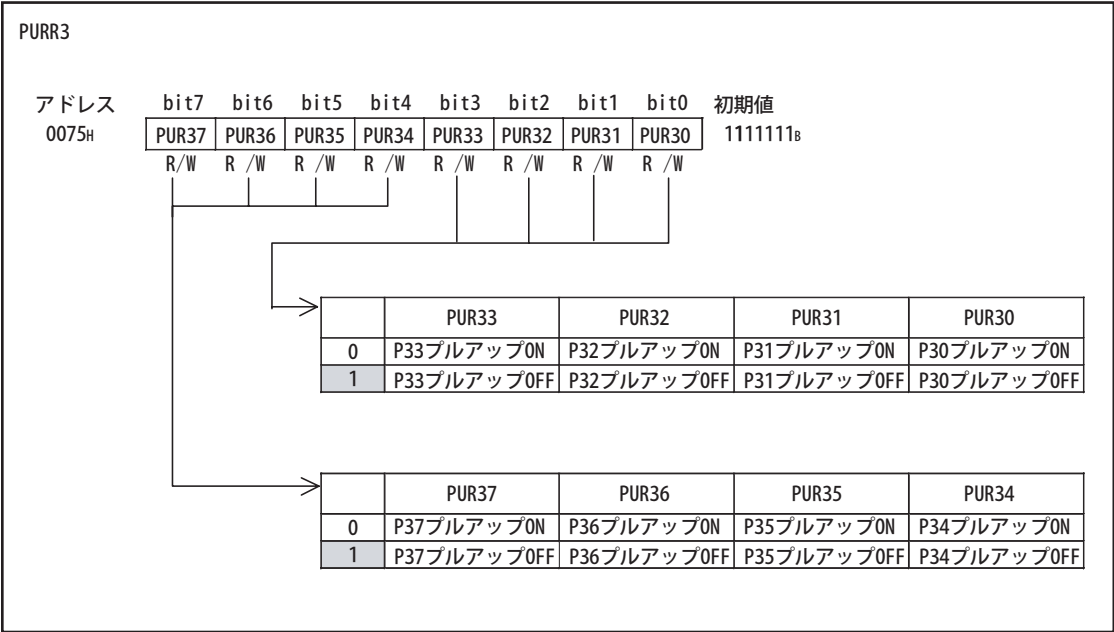 PURR3
アドレス bit7 bit6 bit5 bit4 bit3 bit2 bit1 bit0 初期値
0075H PUR37 PUR36 PUR35 PUR34 PUR33 PUR32 PUR31 PUR30 1111111B
R/W R /W R /W R /W R /W R /W R /W R /W
PUR33 PUR32 PUR31 PUR30
0 P33プルアップON P32プルアップON P31プルアップON P30プルアップON
1 P33プルアップOFF P32プルアップOFF P31プルアップOFF P30プルアップOFF
PUR37 PUR36 PUR35 PUR34
0 P37プルアップON P36プルアップON P35プルアップON P34プルアップON
1 P37プルアップOFF P36プルアップOFF P35プルアップOFF P34プルアップOFF